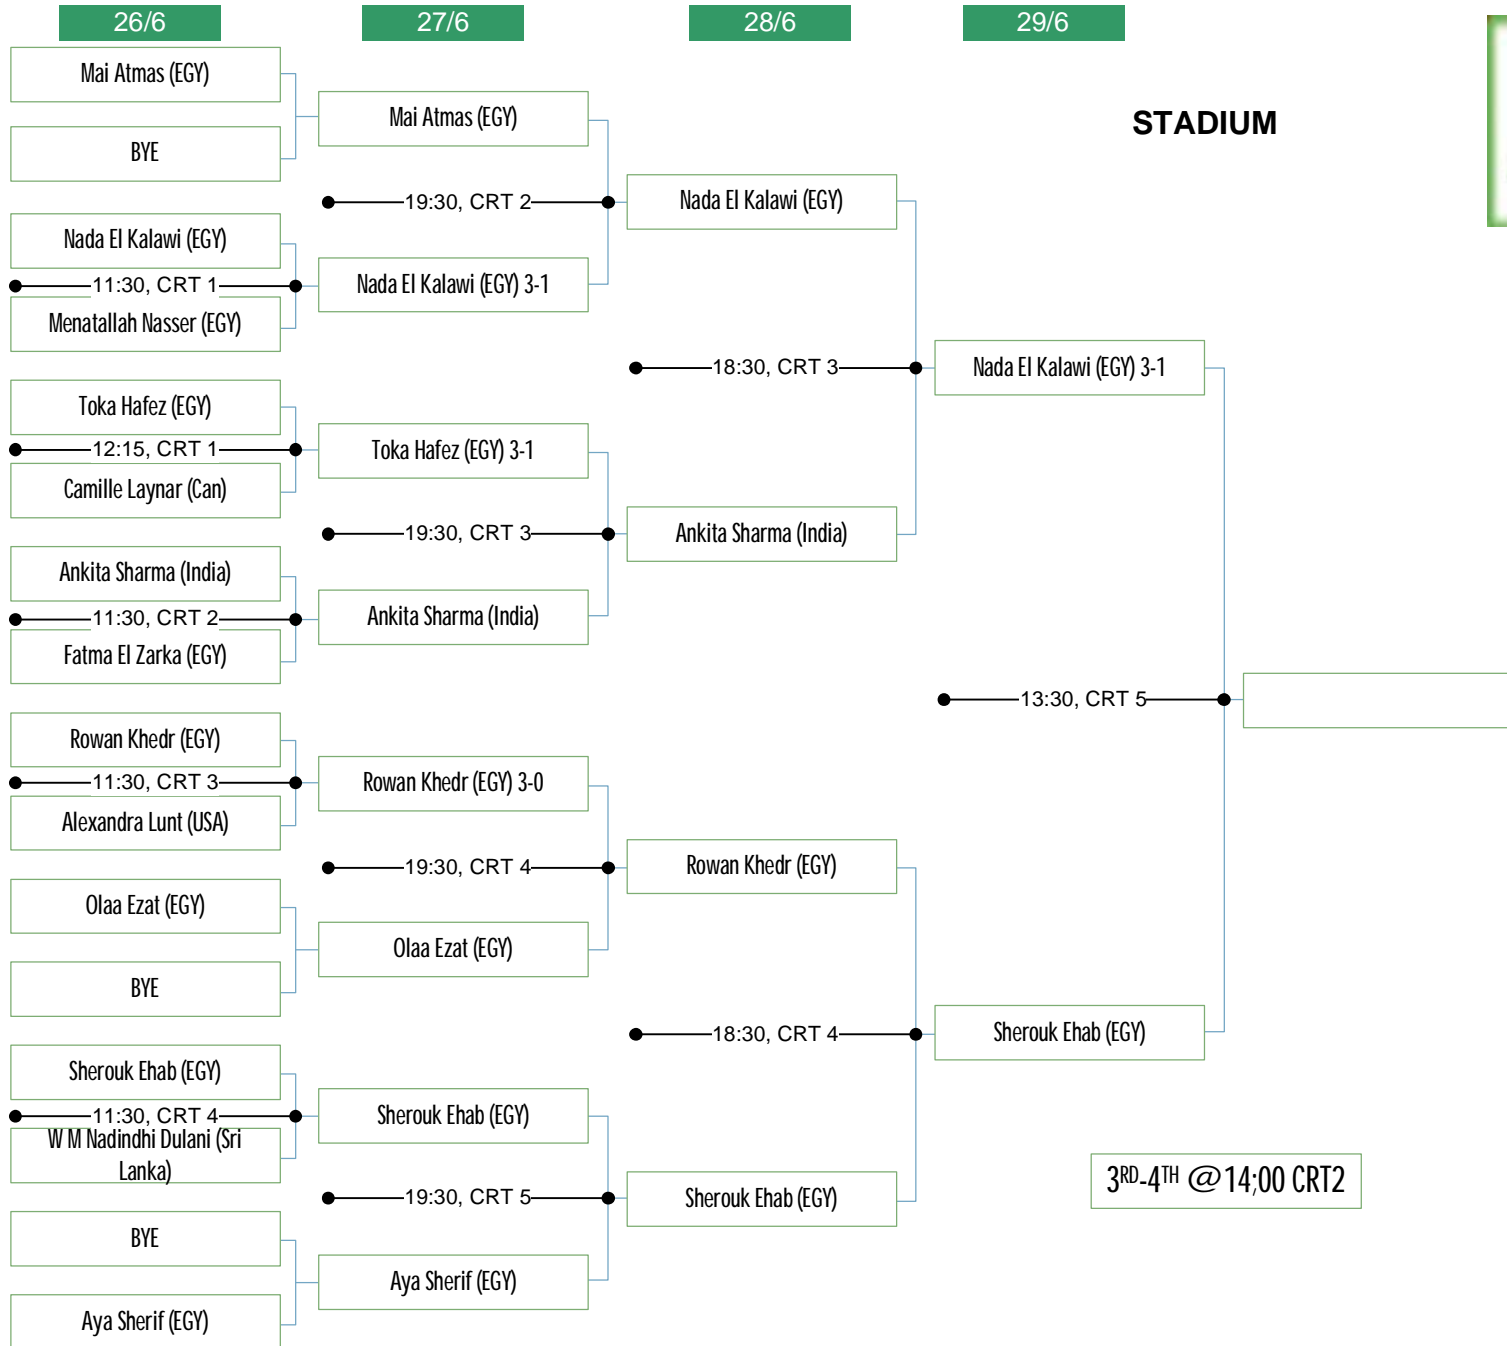 26/6
27/6
28/6
29/6
Mai Atmas (EGY)
BYE
Nada El Kalawi (EGY)
11:30, CRT 1
Menatallah Nasser (EGY)
Toka Hafez (EGY)
12:15, CRT 1
Camille Laynar (Can)
Ankita Sharma (India)
11:30, CRT 2
Fatma El Zarka (EGY)
Rowan Khedr (EGY)
11:30, CRT 3
Alexandra Lunt (USA)
Olaa Ezat (EGY)
BYE
Sherouk Ehab (EGY)
11:30, CRT 4
W M Nadindhi Dulani (Sri
Lanka)
BYE
Aya Sherif (EGY)
Mai Atmas (EGY)
19:30, CRT 2
Nada El Kalawi (EGY) 3-1
Toka Hafez (EGY) 3-1
19:30, CRT 3
Ankita Sharma (India)
Rowan Khedr (EGY) 3-0
19:30, CRT 4
Olaa Ezat (EGY)
Sherouk Ehab (EGY)
19:30, CRT 5
Aya Sherif (EGY)
Nada El Kalawi (EGY)
18:30, CRT 3
Ankita Sharma (India)
Rowan Khedr (EGY)
18:30, CRT 4
Sherouk Ehab (EGY)
STADIUM
Nada El Kalawi (EGY) 3-1
13:30, CRT 5
Sherouk Ehab (EGY)
3RD-4TH @ 14;00 CRT2